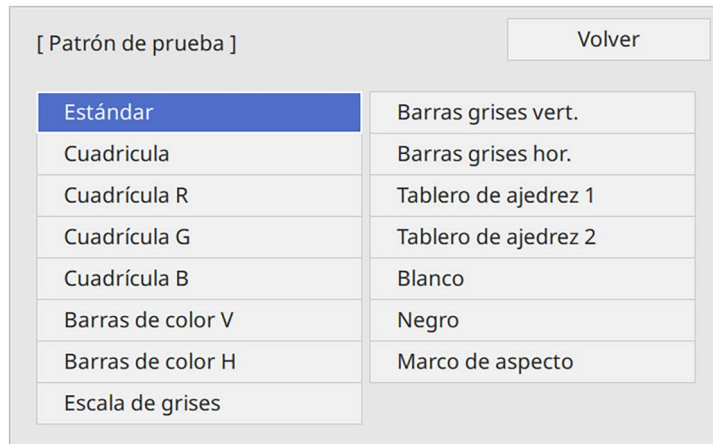 [ Patrón de prueba ]
Volver
Estándar
Cuadricula
Cuadrícula R
Cuadrícula G
Cuadrícula B
Barras de color V
Barras de color H
Escala de grises
Barras grises vert.
Barras grises hor.
Tablero de ajedrez 1
Tablero de ajedrez 2
Blanco
Negro
Marco de aspecto